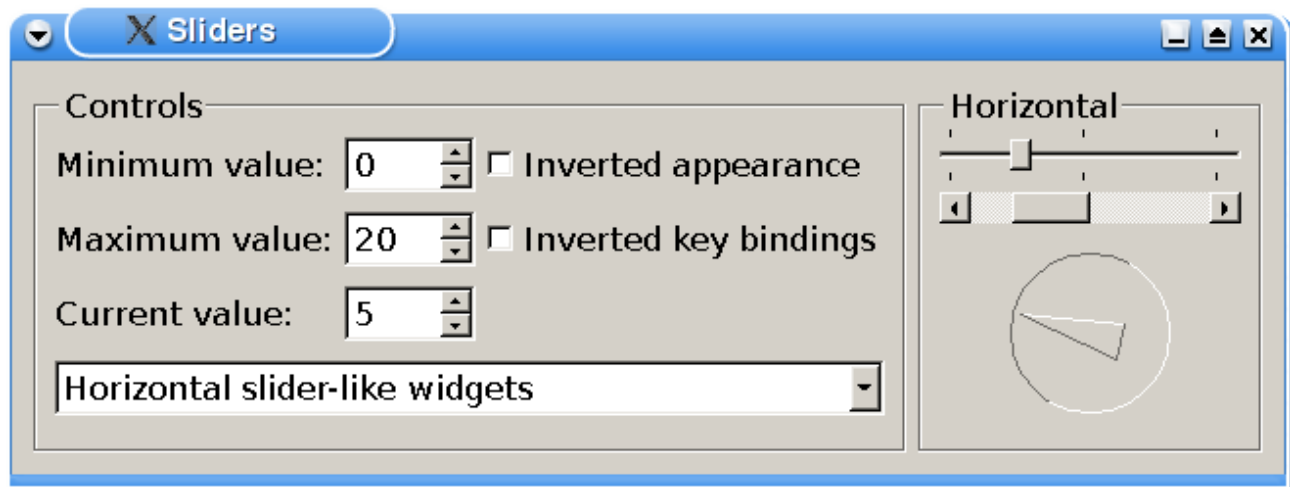 Sliders
Controls
Minimum value: 0 Inverted appearance
Maximum value: 20 Inverted key bindings
Current value: 5
Horizontal slider-like widgets
Horizontal